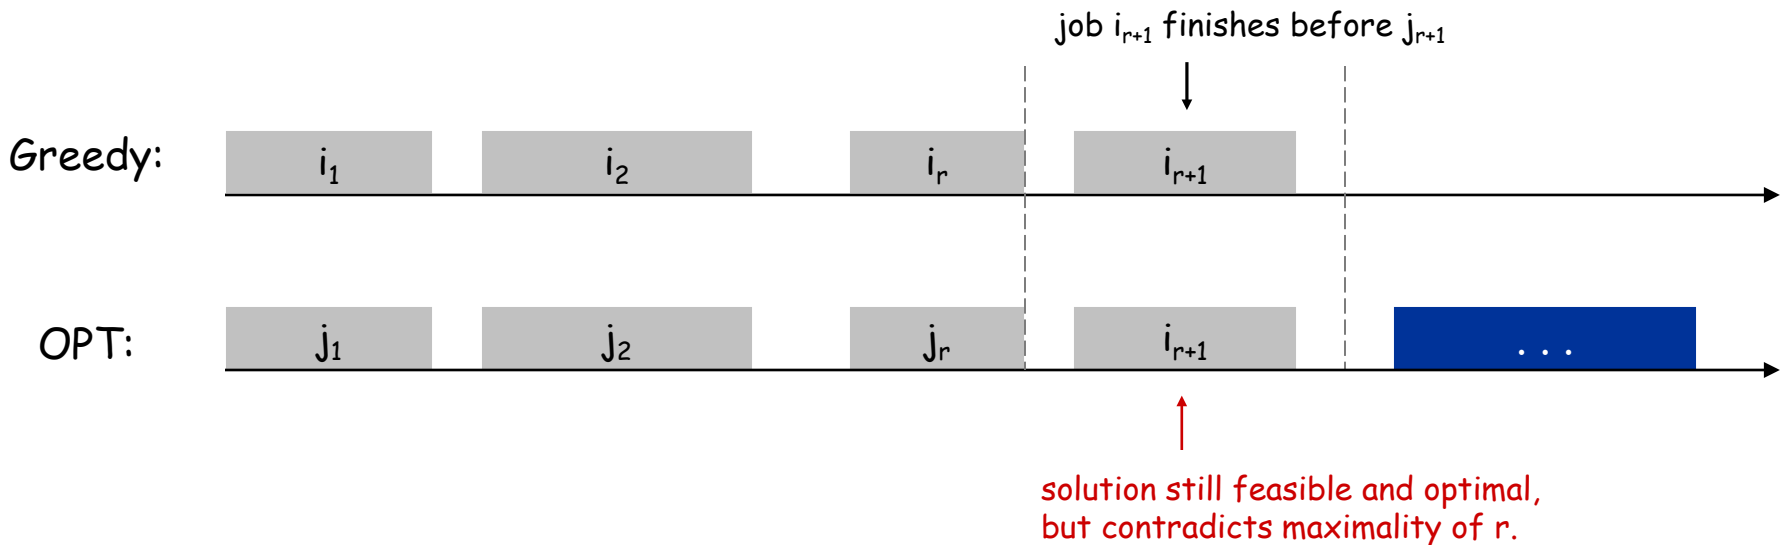 job i_{r+1} finishes before j_{r+1}
Greedy: i_1 i_2 i_r i_{r+1}
OPT: j_1 j_2 j_r i_{r+1} . . .
solution still feasible and optimal,
but contradicts maximality of r.